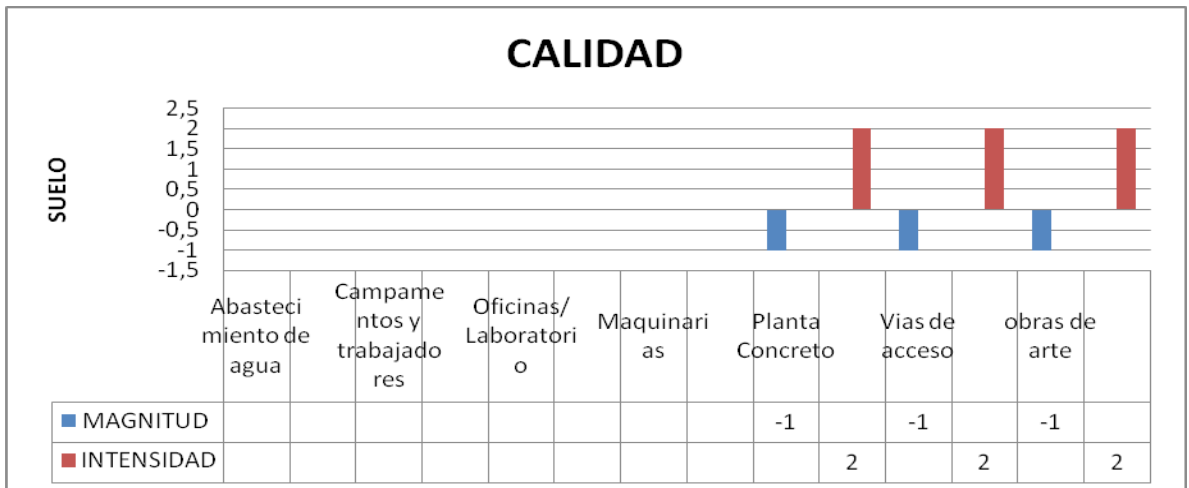 CALIDAD
SUELO
2,5
2
1,5
1
0,5
0
-0,5
-1
-1,5
Abasteci
miento de
agua
Campame
ntos y
trabajado
res
Oficinas/
Laboratori
o
Maquinari
as
Planta
Concreto
Vias de
acceso
obras de
arte
MAGNITUD -1 -1 -1
INTENSIDAD 2 2 2